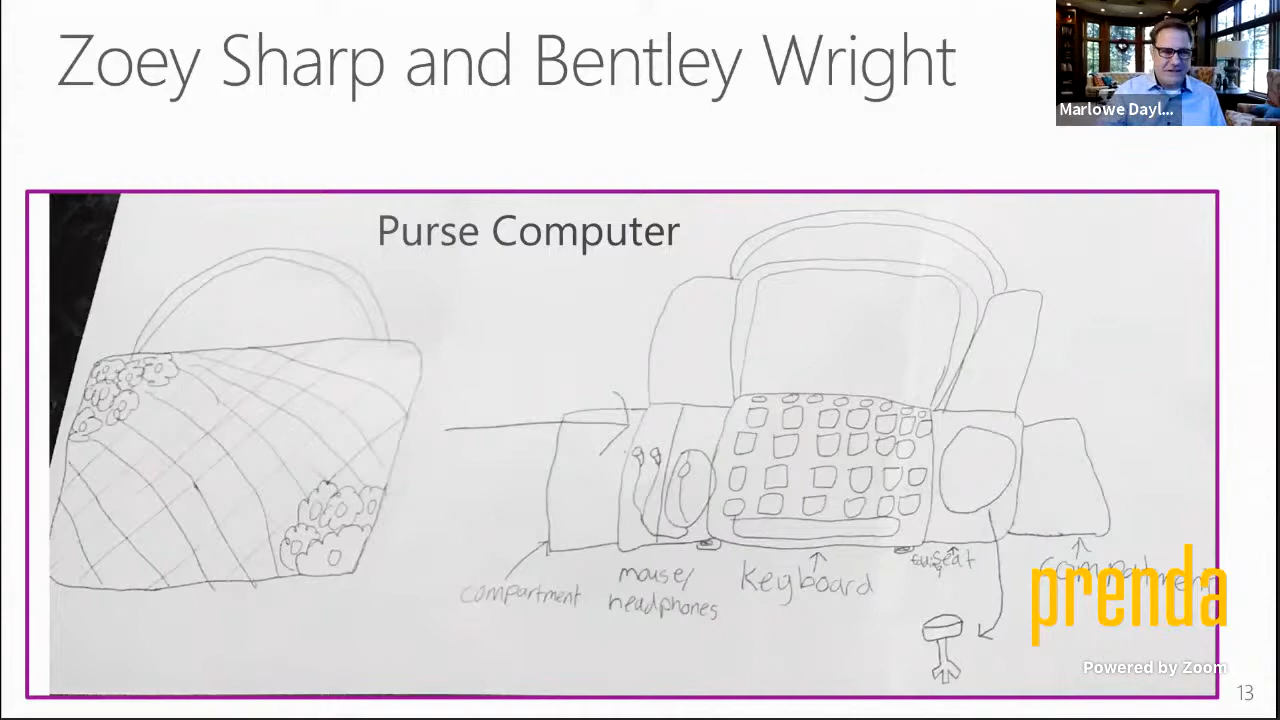 Zoey Sharp and Bentley Wright
Marlowe Dayl...
Purse Computer
compartment
mouse/
headphones
Keyboard
seat
compartment
prenda
Powered by Zoom
13